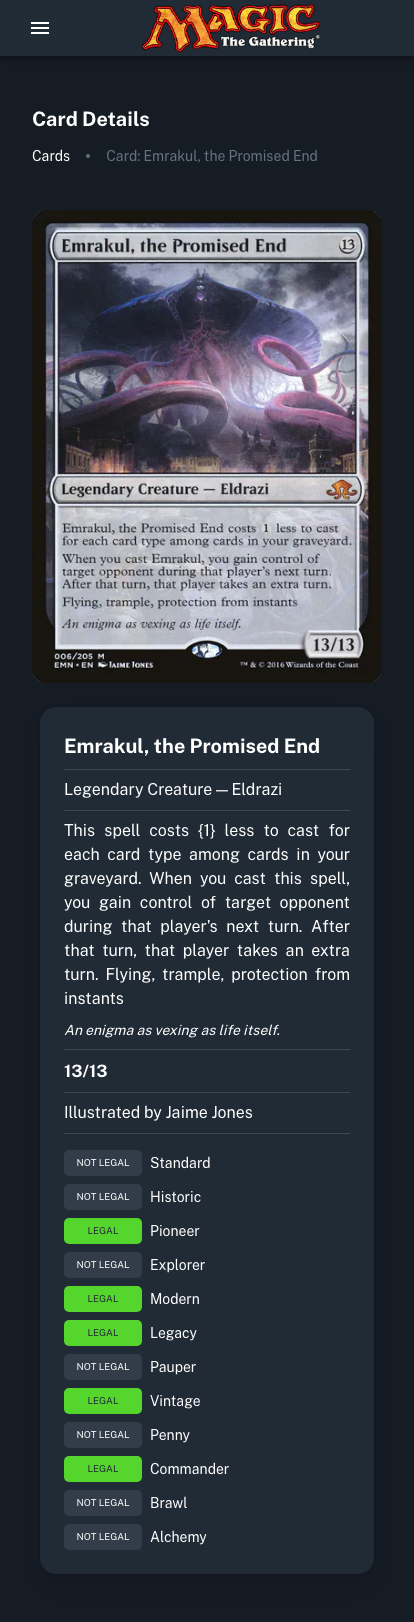 MAGIC
The Gathering®
Card Details
Cards • Card: Emrakul, the Promised End
Emrakul, the Promised End 13
Legendary Creature — Eldrazi
Emrakul, the Promised End costs 1 less to cast
for each card type among cards in your graveyard.
When you cast Emrakul, you gain control of
target opponent during that player's next turn.
After that turn, that player takes an extra turn.
Flying, trample, protection from instants
An enigma as vexing as life itself.
13/13
006/205 M
EMN • EN JAIME JONES
™ & © 2016 Wizards of the Coast
Emrakul, the Promised End
Legendary Creature — Eldrazi
This spell costs {1} less to cast for
each card type among cards in your
graveyard. When you cast this spell,
you gain control of target opponent
during that player's next turn. After
that turn, that player takes an extra
turn. Flying, trample, protection from
instants
An enigma as vexing as life itself.
13/13
Illustrated by Jaime Jones
NOT LEGAL Standard
NOT LEGAL Historic
LEGAL Pioneer
NOT LEGAL Explorer
LEGAL Modern
LEGAL Legacy
NOT LEGAL Pauper
LEGAL Vintage
NOT LEGAL Penny
LEGAL Commander
NOT LEGAL Brawl
NOT LEGAL Alchemy